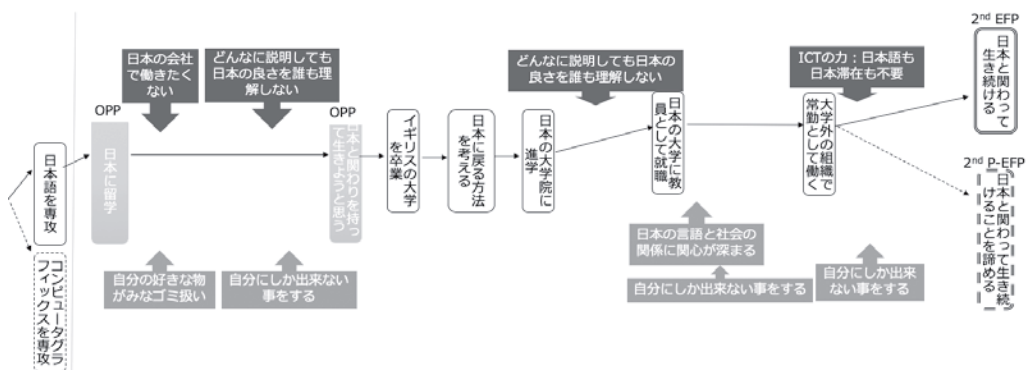 日本語を専攻
コンピュータグラ
フィックスを専攻
OPP
日本に留学
日本の会社
で働きたく
ない
どんなに説明しても
日本の良さを誰も理
解しない
自分の好きな物
がみなゴミ扱い
自分にしか出来ない
事をする
OPP
日本と関わりを持っ
て生きようと思う
イギリスの大学
を卒業
日本に戻る方法
を考える
日本の大学院に
進学
どんなに説明しても日本の
良さを誰も理解しない
日本の大学に教
員として就職
日本の言語と社会の
関係に関心が深まる
自分にしか出来ない事をする
ICTの力：日本語も
日本滞在も不要
大学外の組織で
常勤として働く
自分にしか出来
ない事をする
2nd EFP
日本と関わって
生き続ける
2nd P-EFP
日本と関わって生き続
けることを諦める